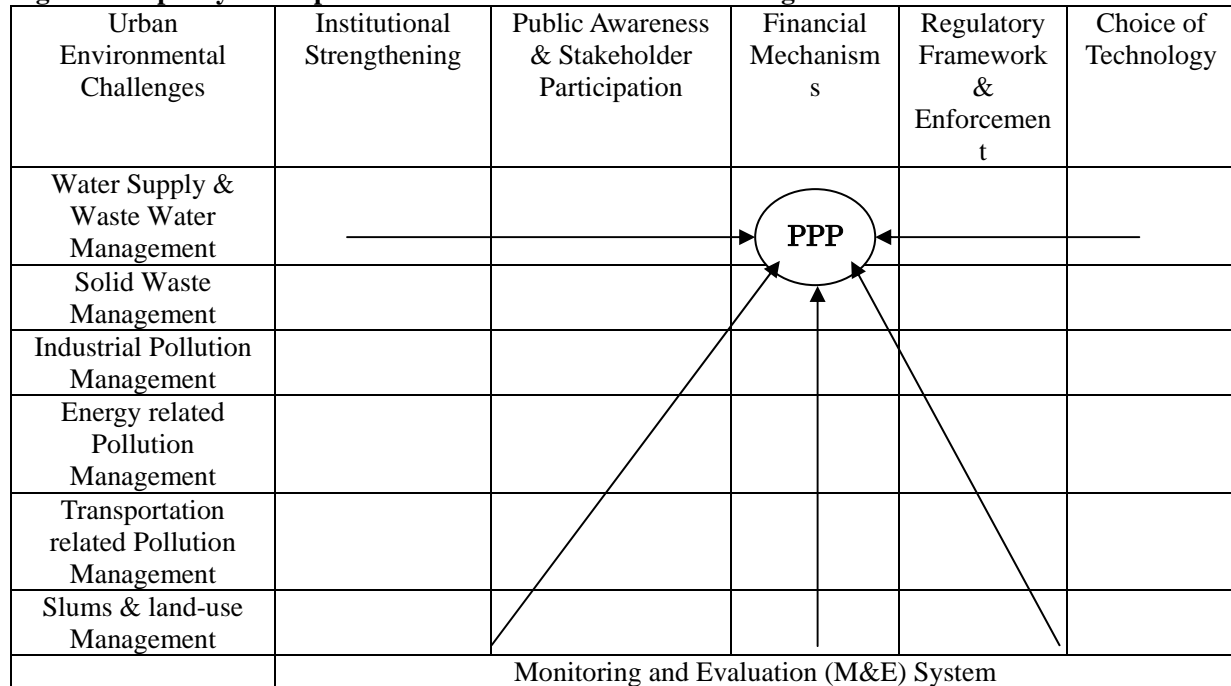 Urban
Environmental
Challenges
Institutional
Strengthening
Public Awareness
& Stakeholder
Participation
Financial
Mechanism
s
Regulatory
Framework
&
Enforcemen
t
Choice of
Technology
Water Supply &
Waste Water
Management
PPP
Solid Waste
Management
Industrial Pollution
Management
Energy related
Pollution
Management
Transportation
related Pollution
Management
Slums & land-use
Management
Monitoring and Evaluation (M&E) System